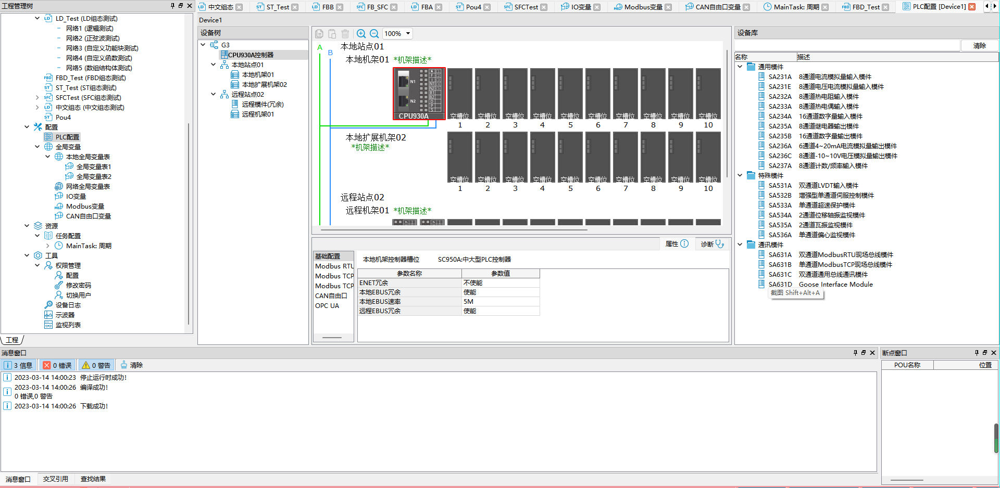 工程管理树
LD_Test (LD组态测试)
网络1 (逻辑测试)
网络2 (正弦波测试)
网络3 (自定义功能块测试)
网络4 (自定义函数测试)
网络5 (数组结构体测试)
FBD_Test (FBD组态测试)
ST_Test (ST组态测试)
SFCTest (SFC组态测试)
中文组态 (中文组态测试)
Pou4
配置
PLC配置
全局变量
本地全局变量表
全局变量表1
全局变量表2
网络全局变量表
IO变量
Modbus变量
CAN自由口变量
资源
任务配置
MainTask: 周期
工具
权限管理
配置
修改密码
切换用户
设备日志
示波器
监视列表
工程
中文组态 ST_Test FBB FB_SFC FBA Pou4 SFCTest IO变量 Modbus变量 CAN自由口变量 MainTask: 周期 FBD_Test PLC配置 [Device1]
Device1
设备树
G3
CPU930A控制器
本地站点01
本地机架01
本地扩展机架02
远程站点02
远程模件(冗余)
远程机架01
100%
A
B
本地站点01
本地机架01 *机架描述*
N1
N2
CPU930A
空槽位 空槽位 空槽位 空槽位 空槽位 空槽位 空槽位 空槽位 空槽位 空槽位
1 2 3 4 5 6 7 8 9 10
本地扩展机架02
*机架描述*
空槽位 空槽位 空槽位 空槽位 空槽位 空槽位 空槽位 空槽位 空槽位 空槽位
1 2 3 4 5 6 7 8 9 10
远程站点02
远程机架01 *机架描述*
属性 诊断
基础配置
Modbus RTU
Modbus TCP
Modbus TCP
CAN自由口
OPC UA
本地机架控制器槽位 SC950A:中大型PLC控制器
参数名称 参数值
ENET冗余 不使能
本地EBUS冗余 使能
本地EBUS速率 5M
远程EBUS冗余 使能
设备库
清除
名称 描述
通用模件
SA231A 8通道电流模拟量输入模件
SA231E 8通道电压电流模拟量输入模件
SA232A 8通道热电阻输入模件
SA233A 8通道热电偶输入模件
SA234A 16通道数字量输入模件
SA235A 8通道继电器输出模件
SA235B 16通道数字量输出模件
SA236A 6通道4~20mA电流模拟量输出模件
SA236C 8通道-10~10V电压模拟量输出模件
SA237A 8通道计数/频率输入模件
特殊模件
SA531A 双通道LVDT输入模件
SA532B 增强型单通道伺服控制模件
SA533A 单通道超速保护模件
SA534A 2通道位移轴振监视模件
SA535A 2通道瓦振监视模件
SA536A 单通道偏心监视模件
通讯模件
SA631A 双通道ModbusRTU现场总线模件
SA631B 单通道ModbusTCP现场总线模件
SA631C 双通道通用总线通讯模件
SA631D Goose Interface Module
截图 Shift+Alt+A
消息窗口
3 信息 0 错误 0 警告 清除
2023-03-14 14:00:23 停止运行时成功!
2023-03-14 14:00:26 编译成功!
0 错误,0 警告
2023-03-14 14:00:26 下载成功!
消息窗口 交叉引用 查找结果
断点窗口
POU名称 位置